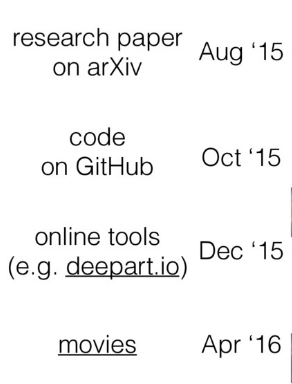 research paper
on arXiv
Aug ‘15
code
on GitHub
Oct ‘15
online tools
(e.g. deepart.io)
Dec ‘15
movies
Apr ‘16